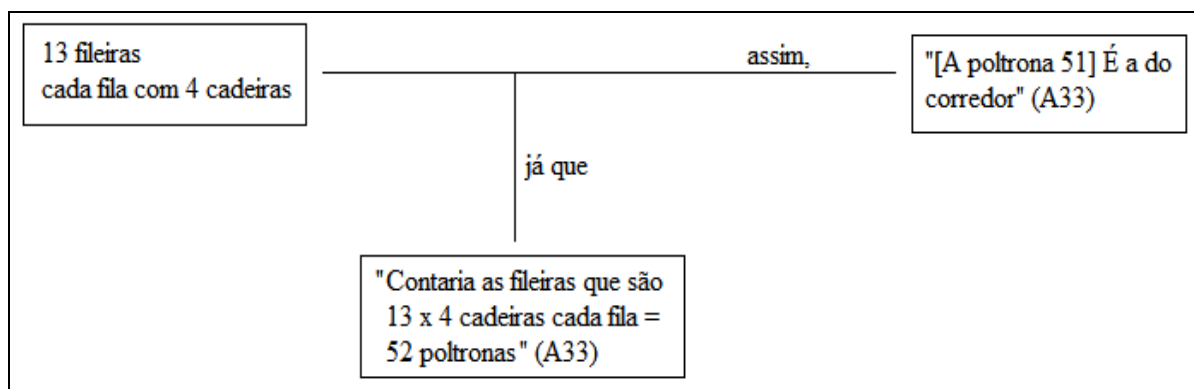 13 fileiras
cada fila com 4 cadeiras
assim,
"[A poltrona 51] É a do
corredor" (A33)
já que
"Contaria as fileiras que são
13 x 4 cadeiras cada fila =
52 poltronas" (A33)